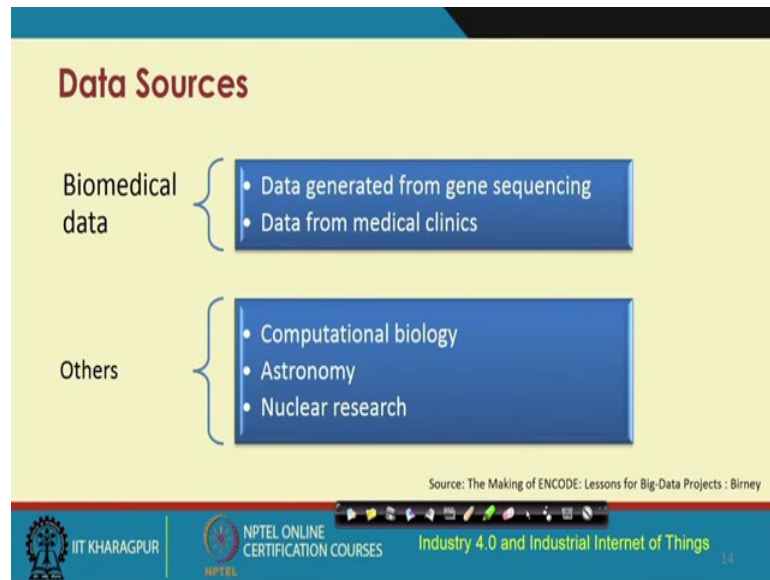 Data Sources
Biomedical
data
• Data generated from gene sequencing
• Data from medical clinics
Others
• Computational biology
• Astronomy
• Nuclear research
Source: The Making of ENCODE: Lessons for Big-Data Projects : Birney
IIT KHARAGPUR
NPTEL
NPTEL ONLINE
CERTIFICATION COURSES
Industry 4.0 and Industrial Internet of Things
14